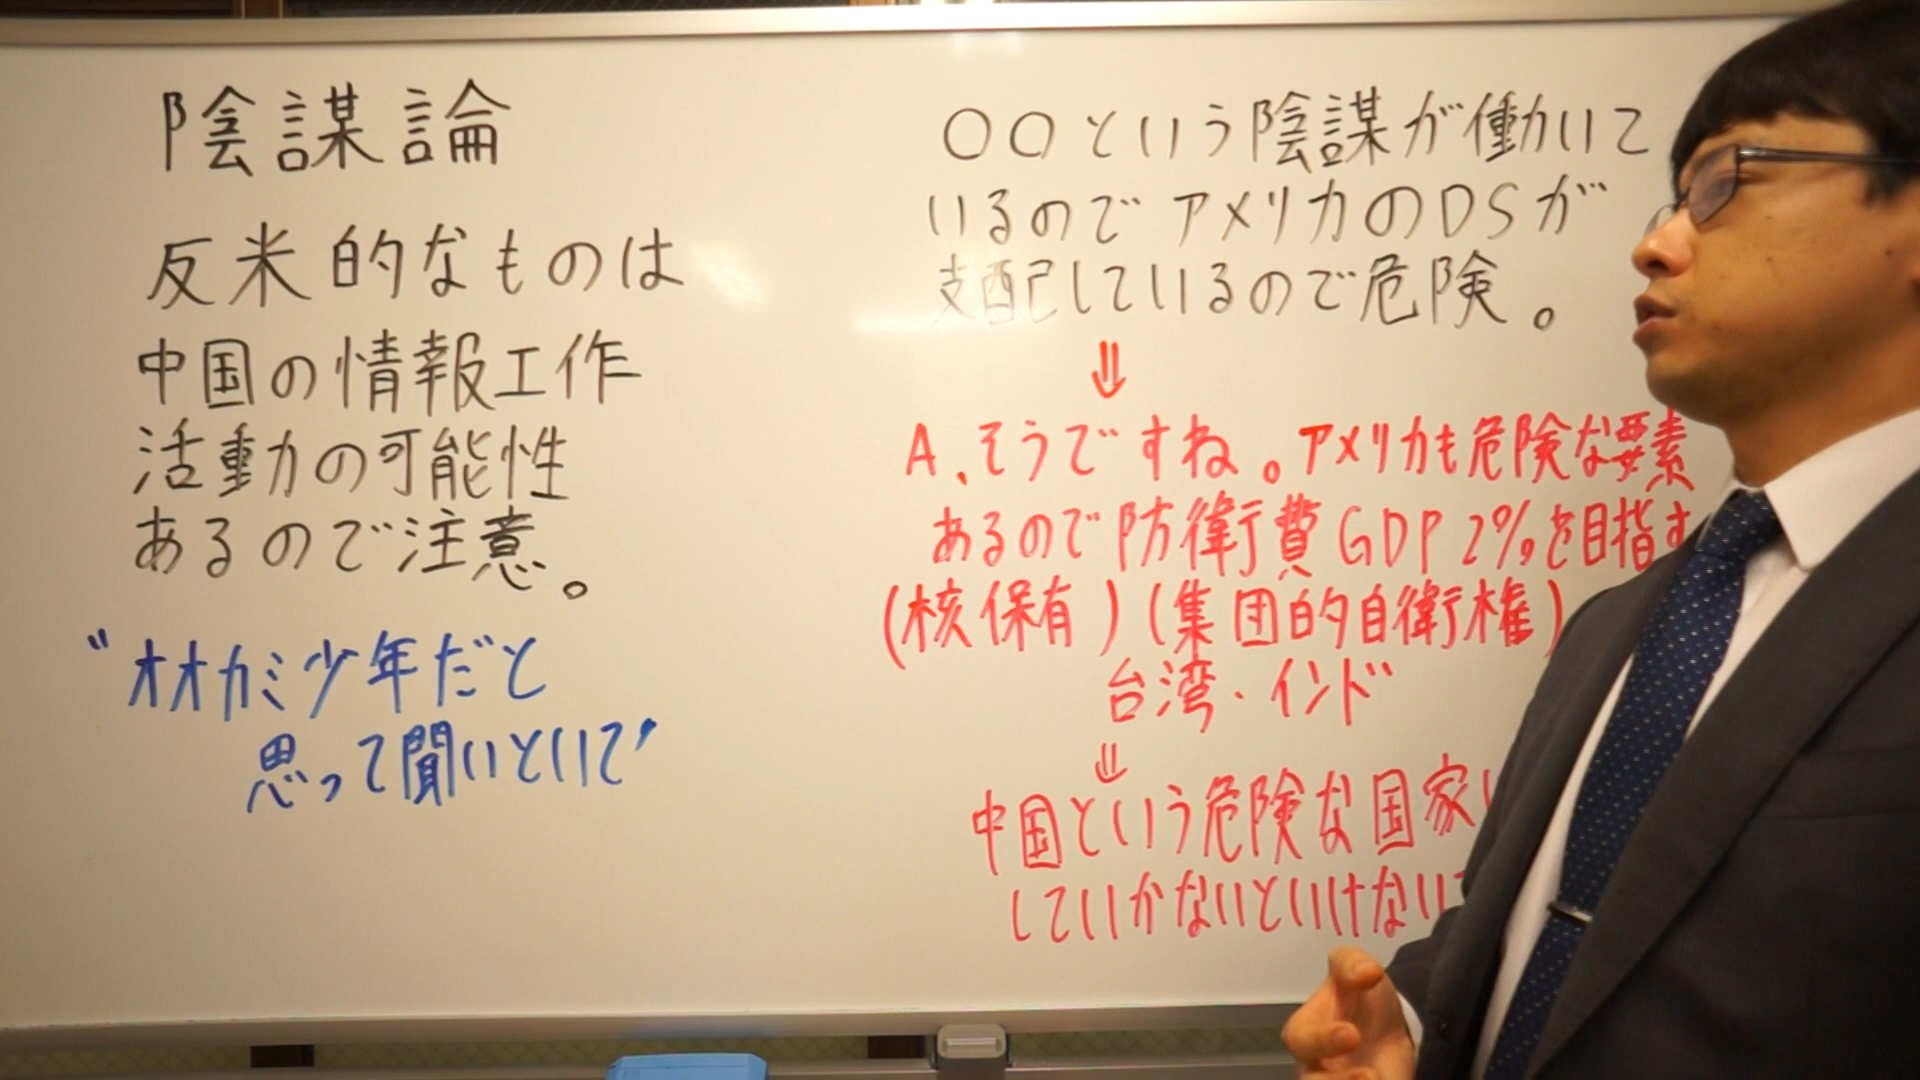 陰謀論
反米的なものは
中国の情報工作
活動の可能性
あるので注意。
〝オオカミ少年だと
思って聞いといて〞
〇〇という陰謀が働いて
いるのでアメリカのDSが
支配しているので危険。
⇓
A、そうですね。アメリカも危険な要素
あるので防衛費GDP2%を目指す
(核保有)(集団的自衛権)
台湾・インド
⇓
中国という危険な国家に
していかないといけない